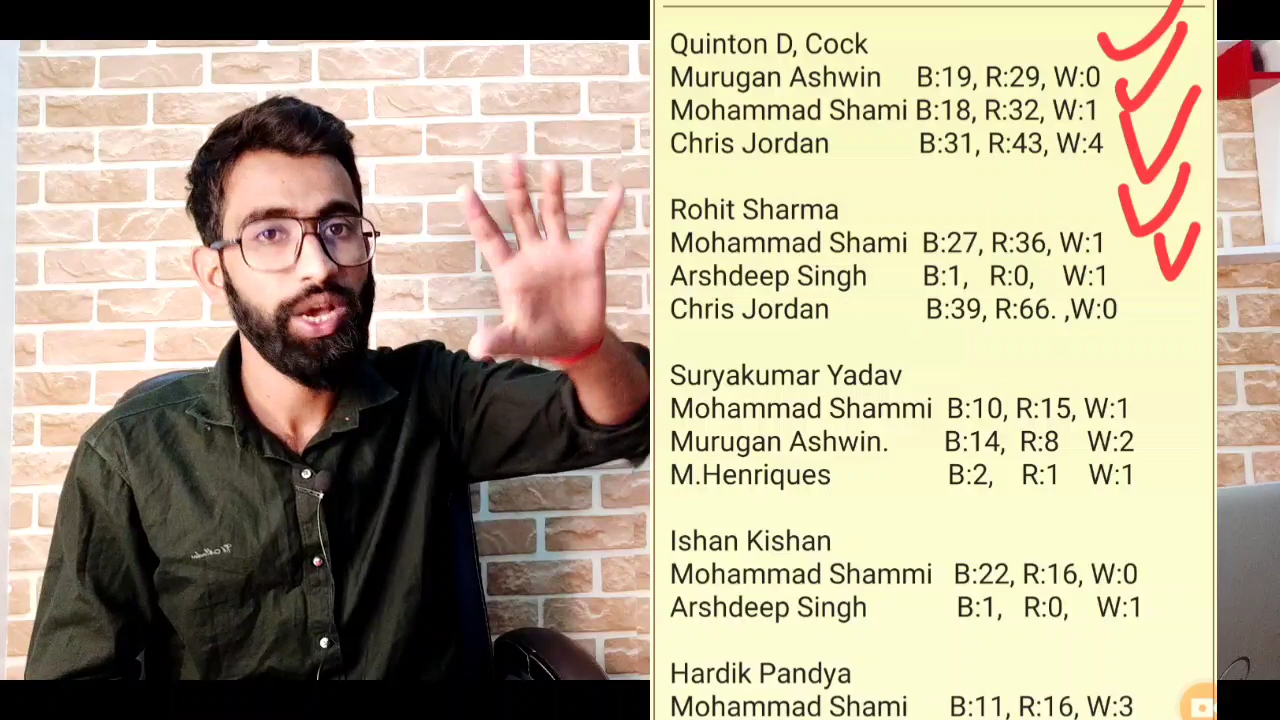 Quinton D, Cock
Murugan Ashwin B:19, R:29, W:0
Mohammad Shami B:18, R:32, W:1
Chris Jordan B:31, R:43, W:4
Rohit Sharma
Mohammad Shami B:27, R:36, W:1
Arshdeep Singh B:1, R:0, W:1
Chris Jordan B:39, R:66. ,W:0
Suryakumar Yadav
Mohammad Shammi B:10, R:15, W:1
Murugan Ashwin. B:14, R:8 W:2
M.Henriques B:2, R:1 W:1
Ishan Kishan
Mohammad Shammi B:22, R:16, W:0
Arshdeep Singh B:1, R:0, W:1
Hardik Pandya
Mohammad Shami B:11, R:16, W:3